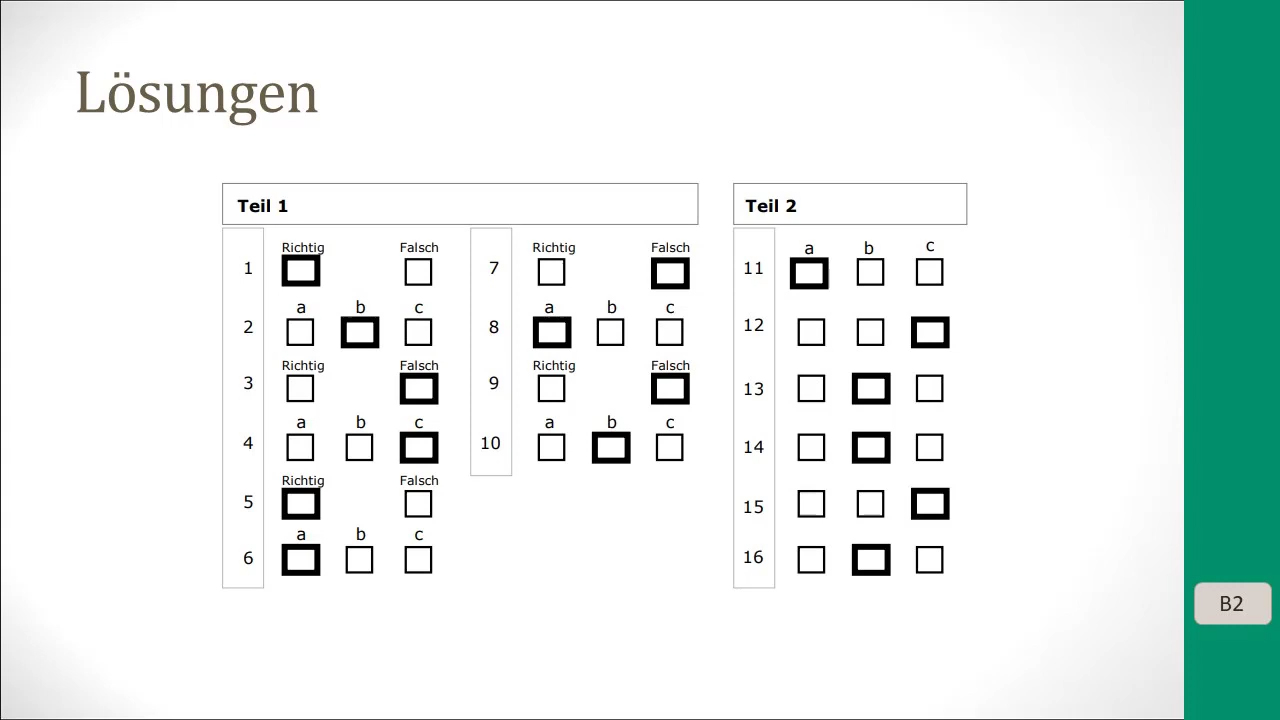 Lösungen
Teil 1
Richtig Falsch
1
a b c
2
Richtig Falsch
3
a b c
4
Richtig Falsch
5
a b c
6
Richtig Falsch
7
a b c
8
Richtig Falsch
9
a b c
10
Teil 2
a b c
11
12
13
14
15
16
B2